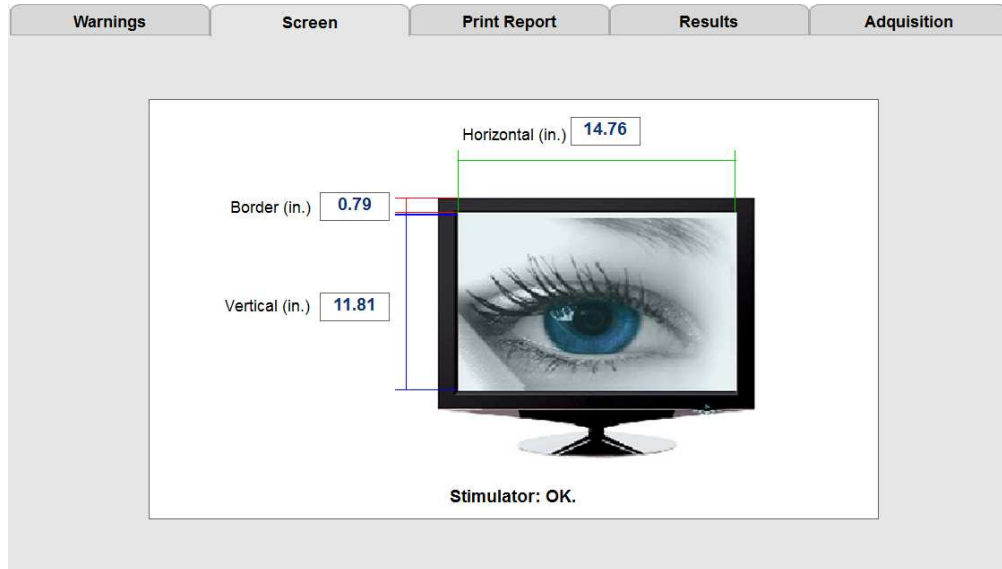 Warnings Screen Print Report Results Adquisition
Horizontal (in.) 14.76
Border (in.) 0.79
Vertical (in.) 11.81
Stimulator: OK.